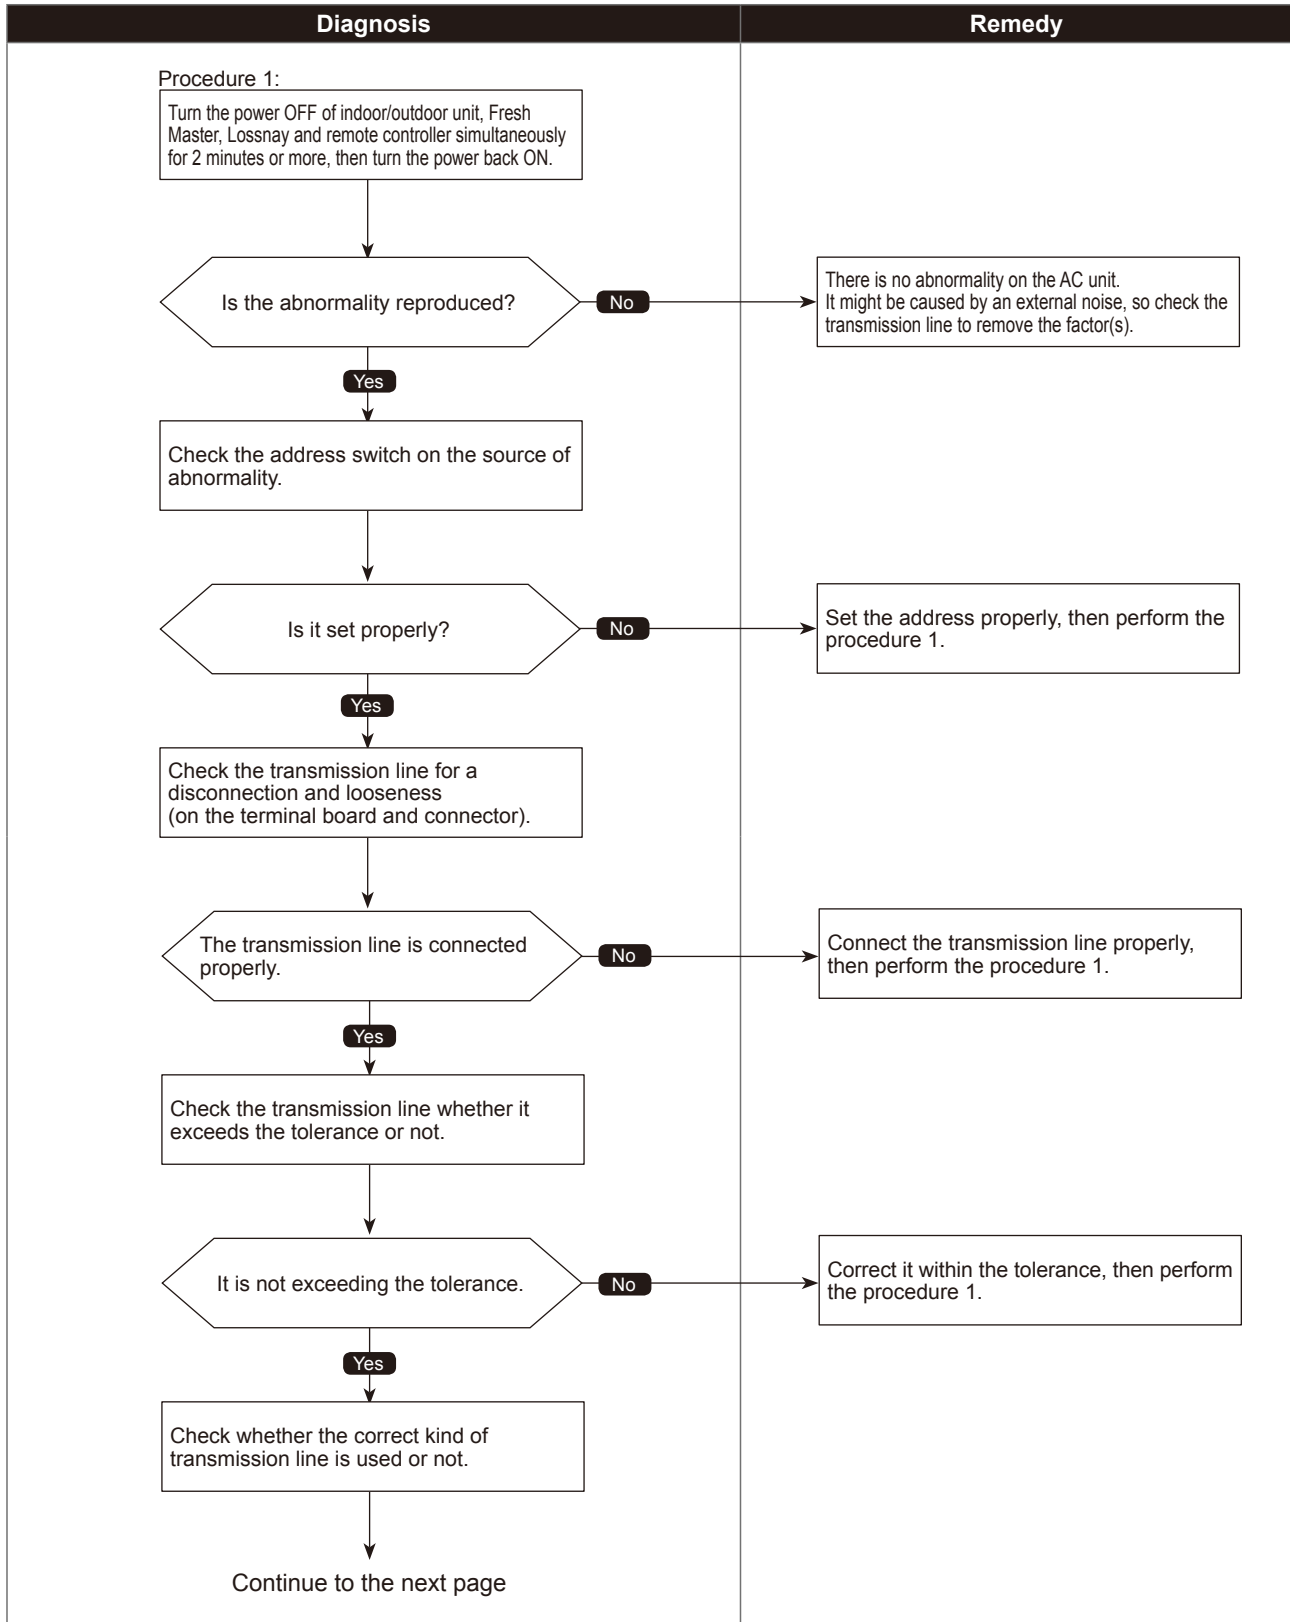 Diagnosis
Remedy
Procedure 1:
Turn the power OFF of indoor/outdoor unit, Fresh
Master, Lossnay and remote controller simultaneously
for 2 minutes or more, then turn the power back ON.
Is the abnormality reproduced?
No
There is no abnormality on the AC unit.
It might be caused by an external noise, so check the
transmission line to remove the factor(s).
Yes
Check the address switch on the source of
abnormality.
Is it set properly?
No
Set the address properly, then perform the
procedure 1.
Yes
Check the transmission line for a
disconnection and looseness
(on the terminal board and connector).
The transmission line is connected
properly.
No
Connect the transmission line properly,
then perform the procedure 1.
Yes
Check the transmission line whether it
exceeds the tolerance or not.
It is not exceeding the tolerance.
No
Correct it within the tolerance, then perform
the procedure 1.
Yes
Check whether the correct kind of
transmission line is used or not.
Continue to the next page